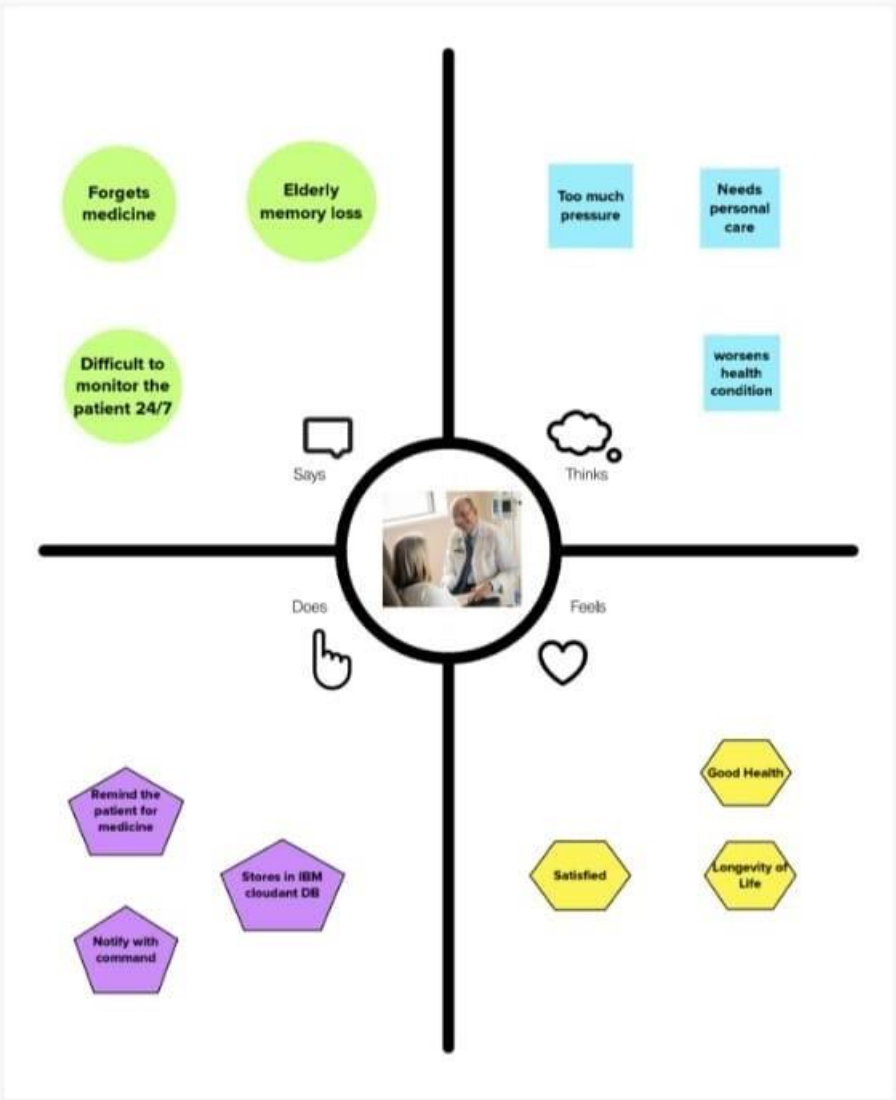 Forgets
medicine
Elderly
memory loss
Difficult to
monitor the
patient 24/7
Says
Too much
pressure
Needs
personal
care
worsens
health
condition
Thinks
Does
Remind the
patient for
medicine
Stores in IBM
cloudant DB
Notify with
command
Feels
Good Health
Satisfied
Longevity of
Life